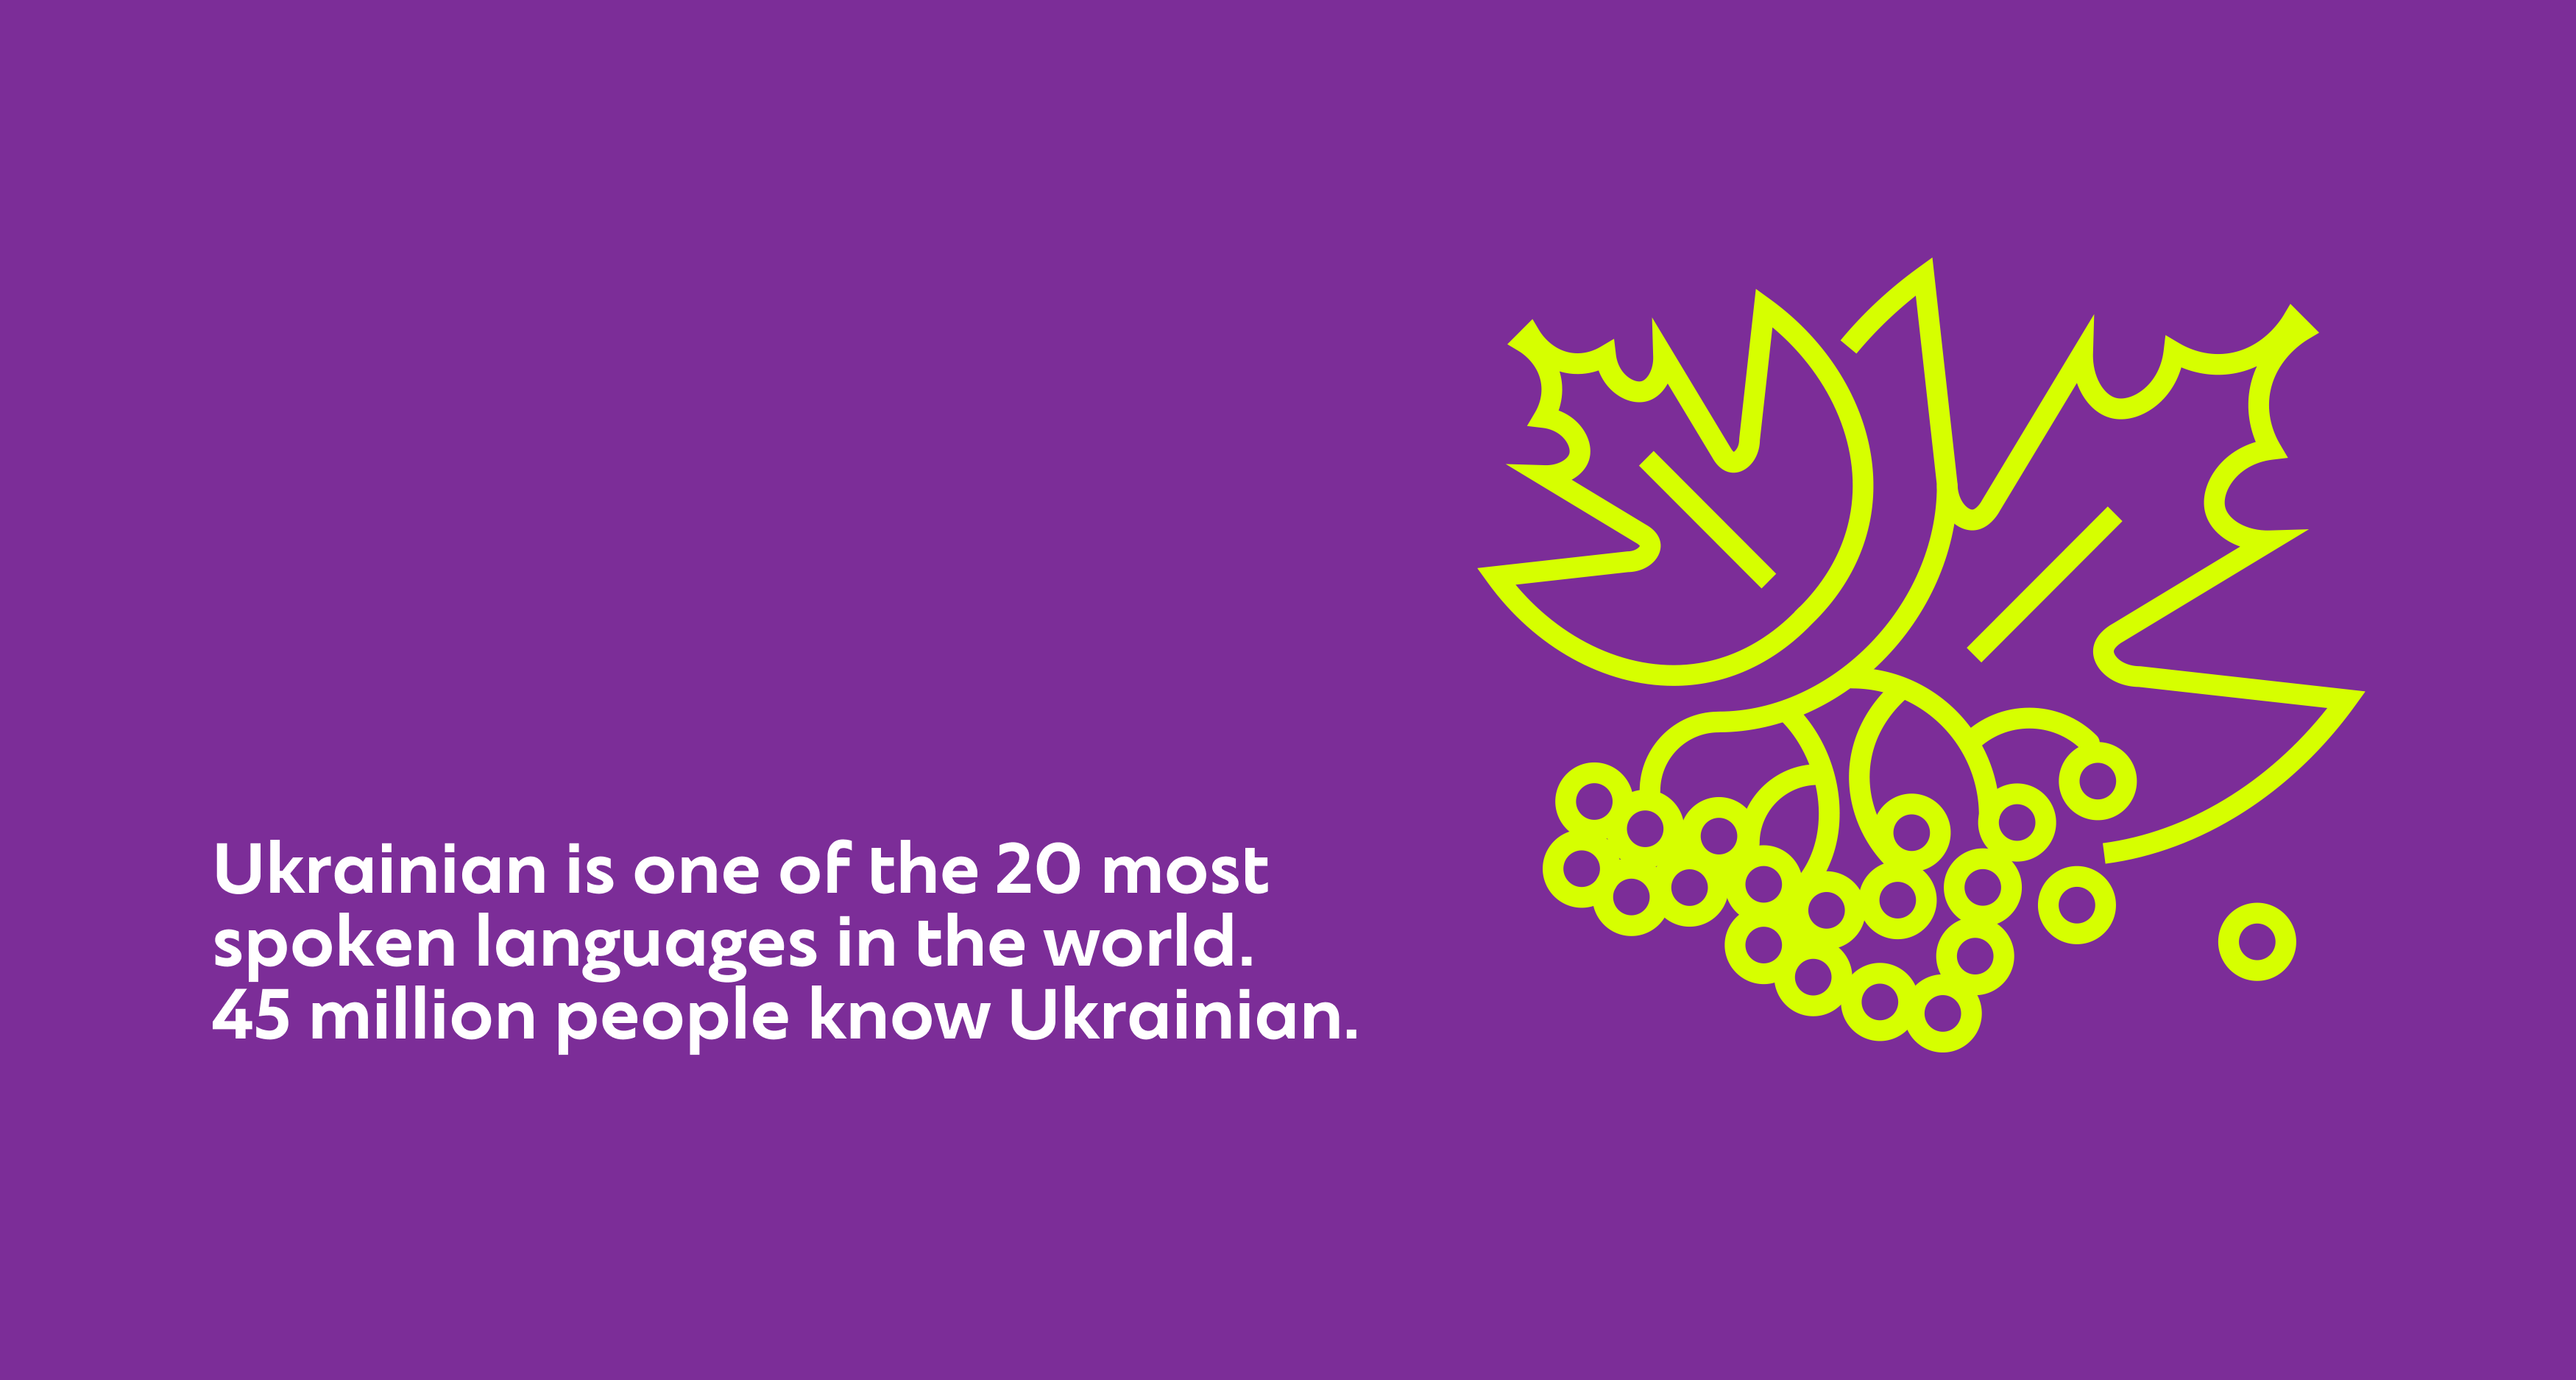 Ukrainian is one of the 20 most
spoken languages in the world.
45 million people know Ukrainian.